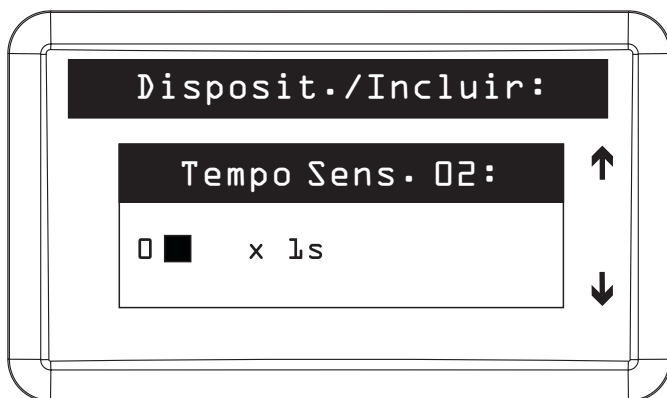 Disposit./Incluir:
Tempo Sens. 02:
0■ x 1s